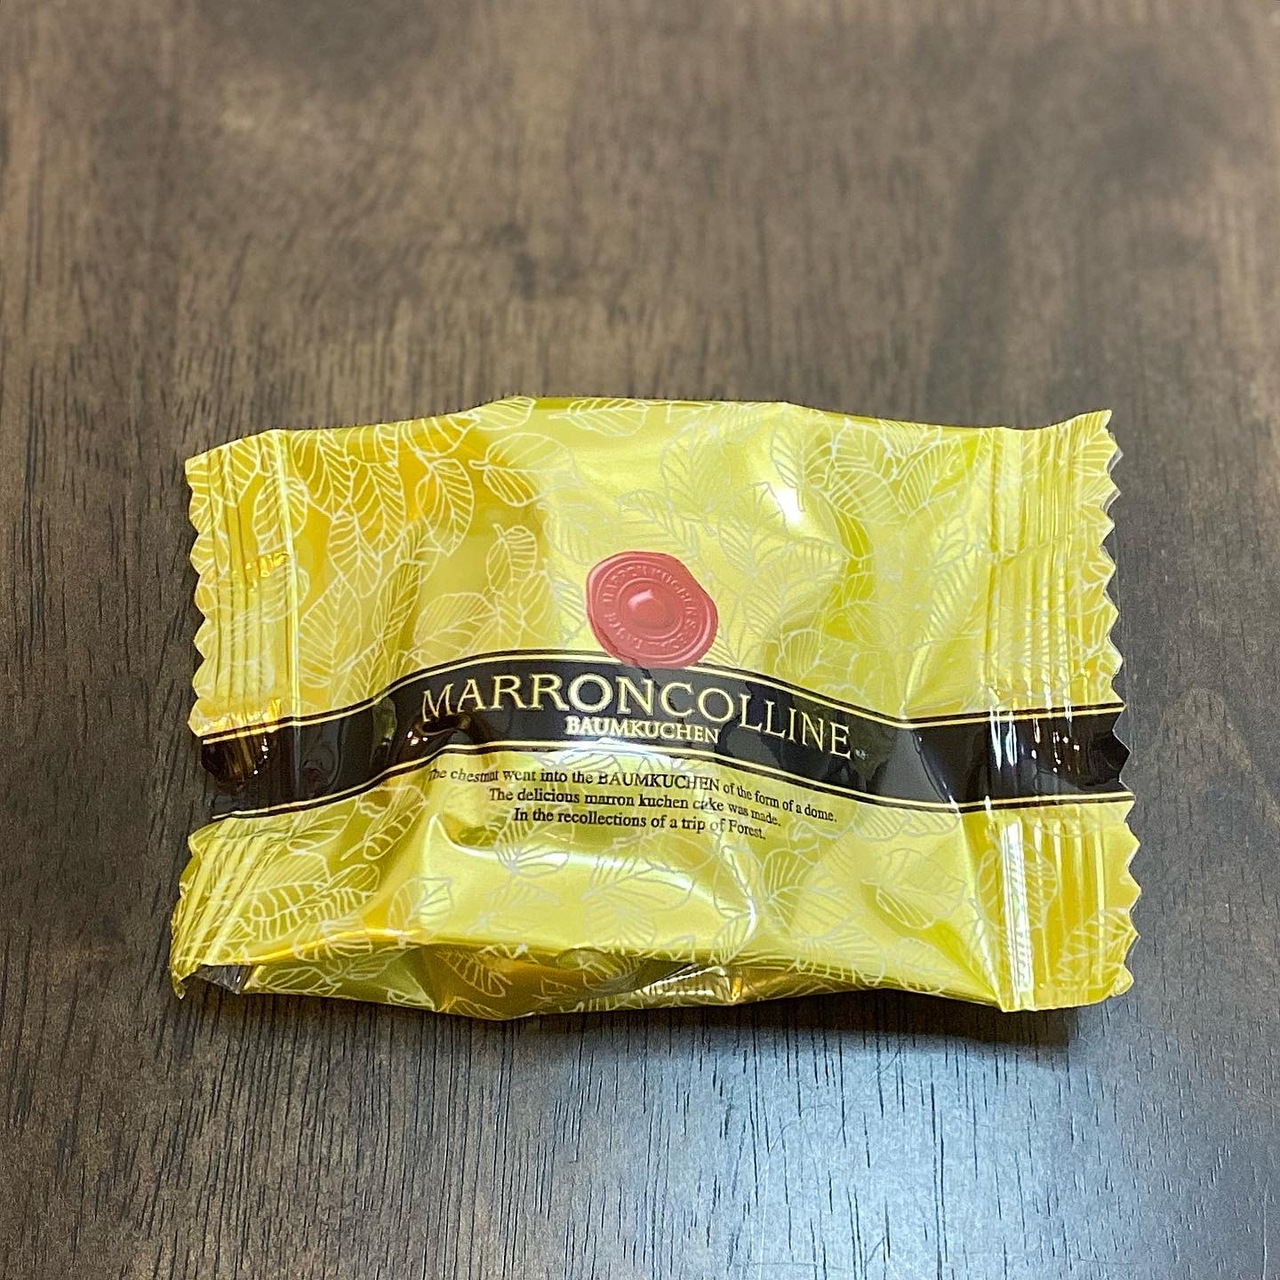 MARRONCOLLINE
BAUMKUCHEN
The chestnut went into the BAUMKUCHEN of the form of a dome.
The delicious marron kuchen cake was made.
In the recollections of a trip of Forest.